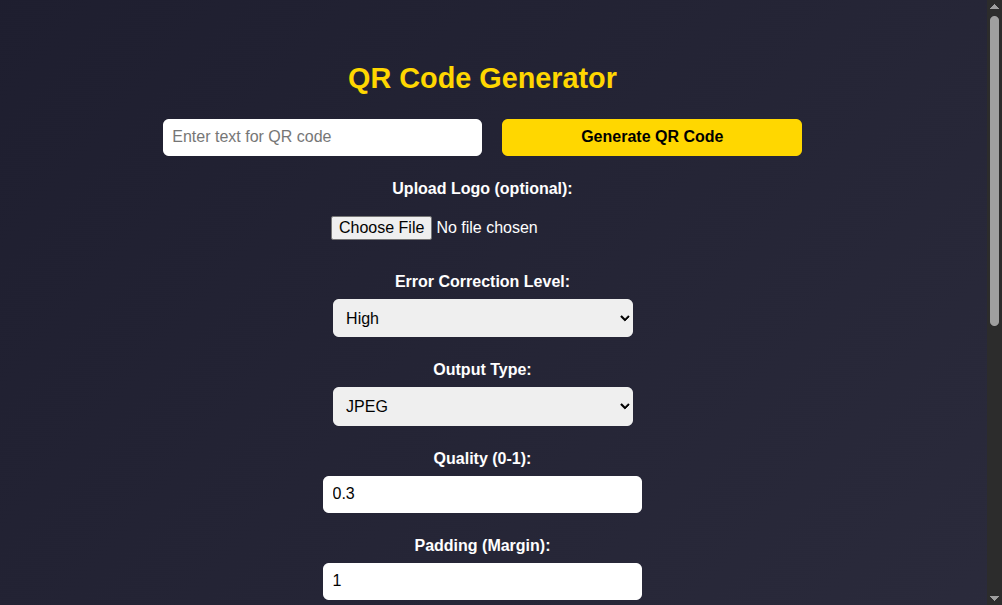 QR Code Generator
Enter text for QR code
Generate QR Code
Upload Logo (optional):
Choose File No file chosen
Error Correction Level:
High
Output Type:
JPEG
Quality (0-1):
0.3
Padding (Margin):
1